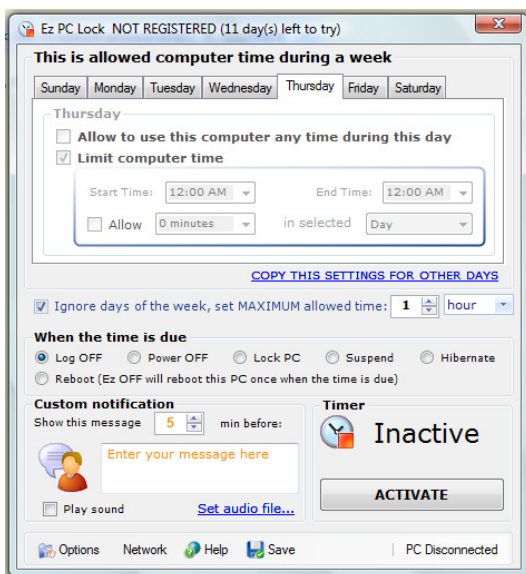 Ez PC Lock NOT REGISTERED (11 day(s) left to try)
This is allowed computer time during a week
Sunday Monday Tuesday Wednesday Thursday Friday Saturday
Thursday
Allow to use this computer any time during this day
Limit computer time
Start Time: 12:00 AM End Time: 12:00 AM
Allow 0 minutes in selected Day
COPY THIS SETTINGS FOR OTHER DAYS
Ignore days of the week, set MAXIMUM allowed time: 1 hour
When the time is due
Log OFF Power OFF Lock PC Suspend Hibernate
Reboot (Ez OFF will reboot this PC once when the time is due)
Custom notification
Show this message 5 min before:
Enter your message here
Play sound Set audio file...
Timer
Inactive
ACTIVATE
Options Network Help Save PC Disconnected